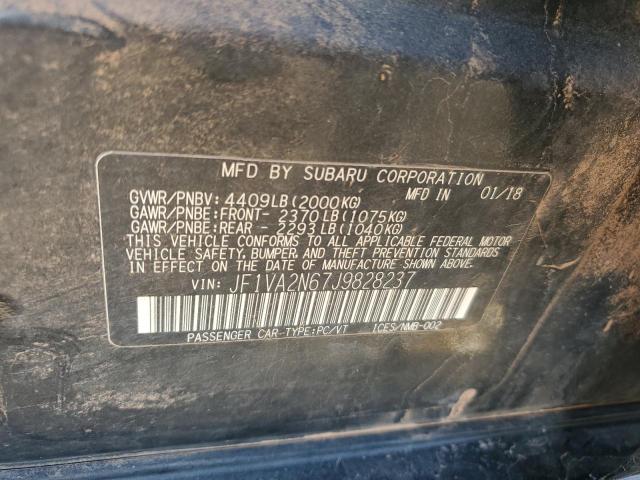 MFD BY SUBARU CORPORATION
GVWR/PNBV: 4409LB(2000KG) MFD IN 01/18
GAWR/PNBE:FRONT- 2370LB(1075KG)
GAWR/PNBE:REAR - 2293LB(1040KG)
THIS VEHICLE CONFORMS TO ALL APPLICABLE FEDERAL MOTOR
VEHICLE SAFETY, BUMPER, AND THEFT PREVENTION STANDARDS
IN EFFECT ON THE DATE OF MANUFACTURE SHOWN ABOVE.
VIN: JF1VA2N67J9828237
PASSENGER CAR-TYPE:PC/VT ICES/NMB-002